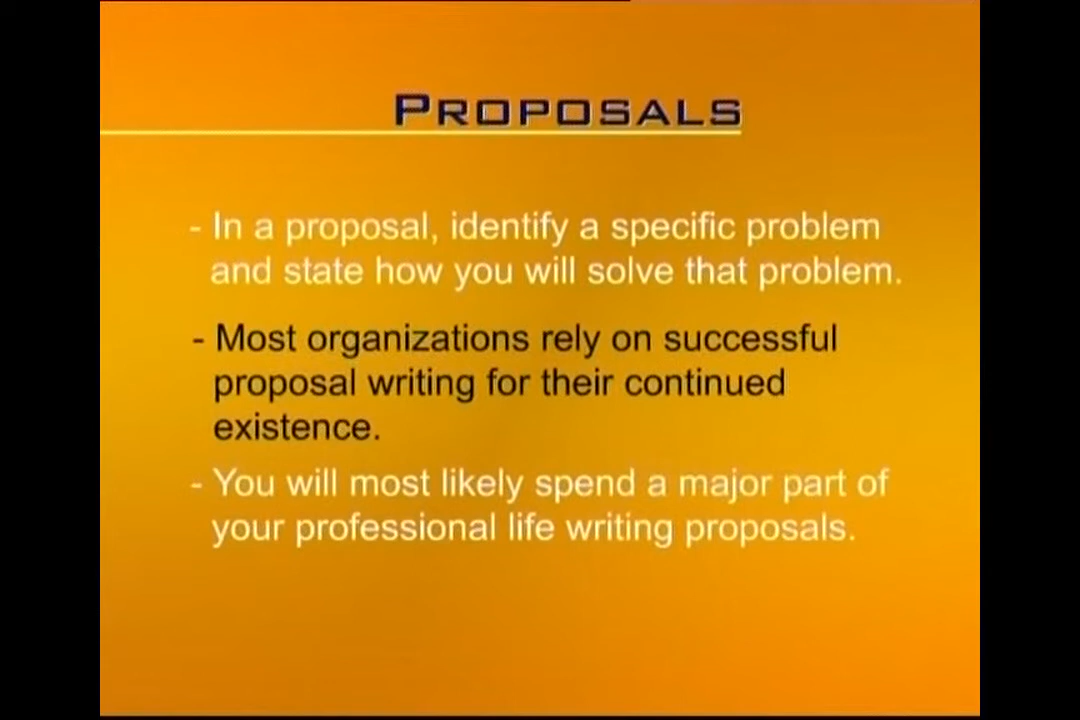 PROPOSALS
- In a proposal, identify a specific problem
and state how you will solve that problem.
- Most organizations rely on successful
proposal writing for their continued
existence.
- You will most likely spend a major part of
your professional life writing proposals.